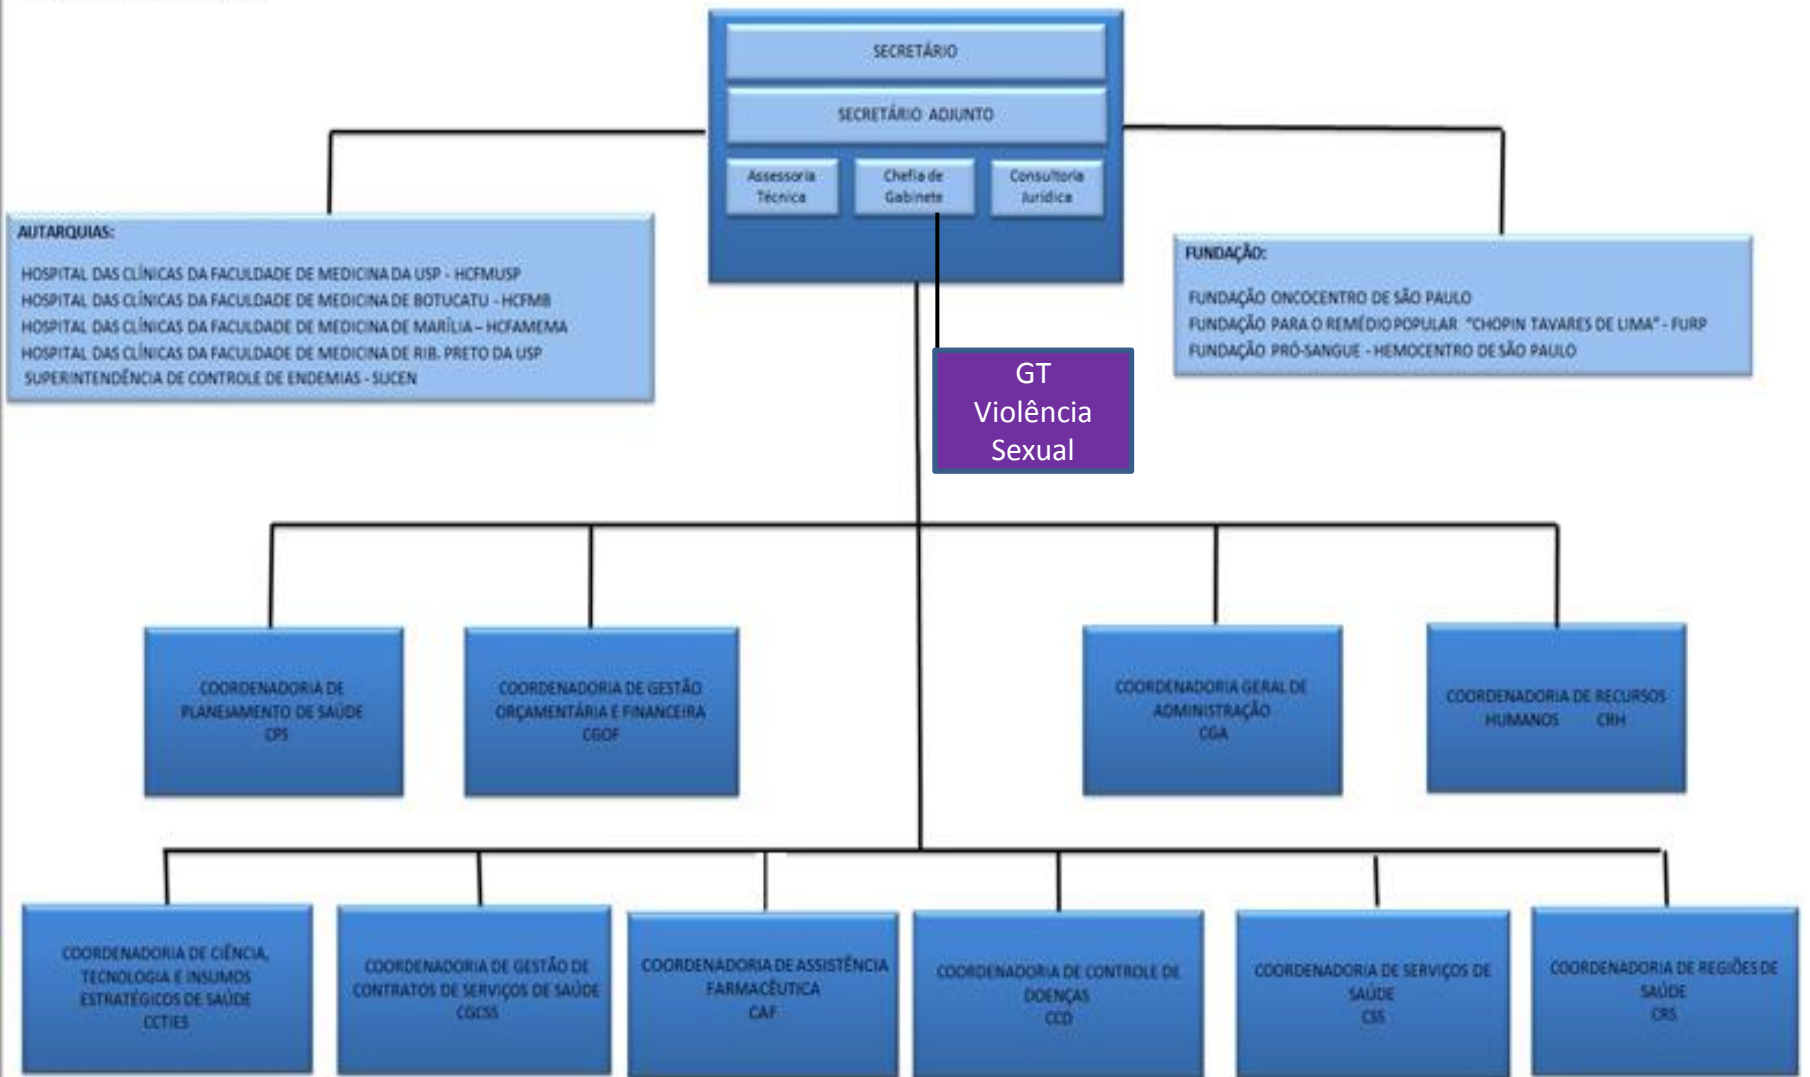 SECRETÁRIO
SECRETÁRIO ADJUNTO
Assessoria
Técnica
Chefia de
Gabinete
Consultoria
Jurídica
AUTARQUIAS:
HOSPITAL DAS CLÍNICAS DA FACULDADE DE MEDICINA DA USP - HCFMUSP
HOSPITAL DAS CLÍNICAS DA FACULDADE DE MEDICINA DE BOTUCATU - HCFMB
HOSPITAL DAS CLÍNICAS DA FACULDADE DE MEDICINA DE MARÍLIA – HCFAMEMA
HOSPITAL DAS CLÍNICAS DA FACULDADE DE MEDICINA DE RIB. PRETO DA USP
SUPERINTENDÊNCIA DE CONTROLE DE ENDEMIAS - SUCEN
FUNDAÇÃO:
FUNDAÇÃO ONCOCENTRO DE SÃO PAULO
FUNDAÇÃO PARA O REMÉDIO POPULAR "CHOPIN TAVARES DE LIMA" - FURP
FUNDAÇÃO PRÓ-SANGUE - HEMOCENTRO DE SÃO PAULO
GT
Violência
Sexual
COORDENADORIA DE
PLANEJAMENTO DE SAÚDE
CPS
COORDENADORIA DE GESTÃO
ORÇAMENTÁRIA E FINANCEIRA
CGOF
COORDENADORIA GERAL DE
ADMINISTRAÇÃO
CGA
COORDENADORIA DE RECURSOS
HUMANOS CRH
COORDENADORIA DE CIÊNCIA,
TECNOLOGIA E INSUMOS
ESTRATÉGICOS DE SAÚDE
CCTIES
COORDENADORIA DE GESTÃO DE
CONTRATOS DE SERVIÇOS DE SAÚDE
CGCSS
COORDENADORIA DE ASSISTÊNCIA
FARMACÊUTICA
CAF
COORDENADORIA DE CONTROLE DE
DOENÇAS
CCD
COORDENADORIA DE SERVIÇOS DE
SAÚDE
CSS
COORDENADORIA DE REGIÕES DE
SAÚDE
CRS